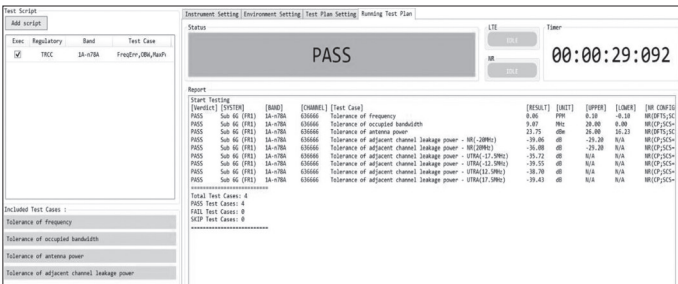 Test Script
Add script
Exec Regulatory Band Test Case
TRCC 1A-n78A FreqErr,OBW,MaxP
Included Test Cases :
Tolerance of frequency
Tolerance of occupied bandwidth
Tolerance of antenna power
Tolerance of adjacent channel leakage power
Instrument Setting Environment Setting Test Plan Setting Running Test Plan
Status
PASS
LTE
IDLE
NR
IDLE
Timer
00:00:29:092
Report
Start Testing
[Verdict] [SYSTEM] [BAND] [CHANNEL] [Test Case] [RESULT] [UNIT] [UPPER] [LOWER] [NR CONFIG
PASS Sub 6G (FR1) 1A-n78A 636666 Tolerance of frequency 0.06 PPM 0.10 -0.10 NR(DFTS;SC
PASS Sub 6G (FR1) 1A-n78A 636666 Tolerance of occupied bandwidth 9.07 MHz 20.00 0.00 NR(DFTS;SC
PASS Sub 6G (FR1) 1A-n78A 636666 Tolerance of antenna power 23.75 dBm 26.00 16.23 NR(DFTS;SC
PASS Sub 6G (FR1) 1A-n78A 636666 Tolerance of adjacent channel leakage power - NR(-20MHz) -39.06 dB -29.20 N/A NR(CP;SCS=
PASS Sub 6G (FR1) 1A-n78A 636666 Tolerance of adjacent channel leakage power - NR(20MHz) -36.08 dB -29.20 N/A NR(CP;SCS=
PASS Sub 6G (FR1) 1A-n78A 636666 Tolerance of adjacent channel leakage power - UTRA(-17.5MHz) -35.72 dB N/A N/A NR(CP;SCS=
PASS Sub 6G (FR1) 1A-n78A 636666 Tolerance of adjacent channel leakage power - UTRA(-12.5MHz) -39.55 dB N/A N/A NR(CP;SCS=
PASS Sub 6G (FR1) 1A-n78A 636666 Tolerance of adjacent channel leakage power - UTRA(12.5MHz) -38.70 dB N/A N/A NR(CP;SCS=
PASS Sub 6G (FR1) 1A-n78A 636666 Tolerance of adjacent channel leakage power - UTRA(17.5MHz) -39.43 dB N/A N/A NR(CP;SCS=
==========================
Total Test Cases: 4
PASS Test Cases: 4
FAIL Test Cases: 0
SKIP Test Cases: 0
==========================